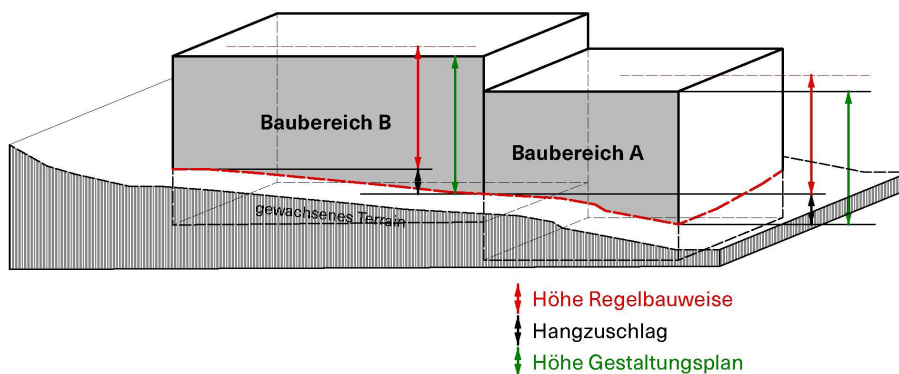 Baubereich B
Baubereich A
gewachsenes Terrain
Höhe Regelbauweise
Hangzuschlag
Höhe Gestaltungsplan